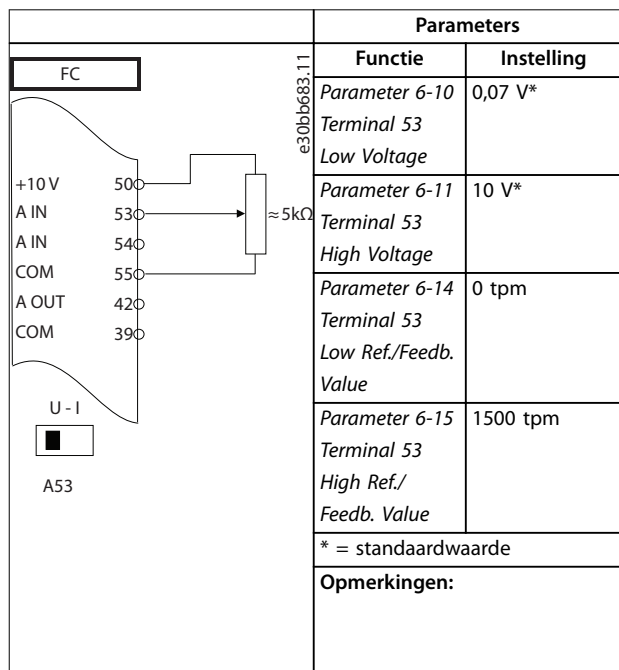 Parameters
Functie Instelling
Parameter 6-10 0,07 V*
Terminal 53
Low Voltage
Parameter 6-11 10 V*
Terminal 53
High Voltage
Parameter 6-14 0 tpm
Terminal 53
Low Ref./Feedb.
Value
Parameter 6-15 1500 tpm
Terminal 53
High Ref./
Feedb. Value
* = standaardwaarde
Opmerkingen:
FC
e30bb683.11
+10 V 50
A IN 53
≈5kΩ
A IN 54
COM 55
A OUT 42
COM 39
U - I
A53